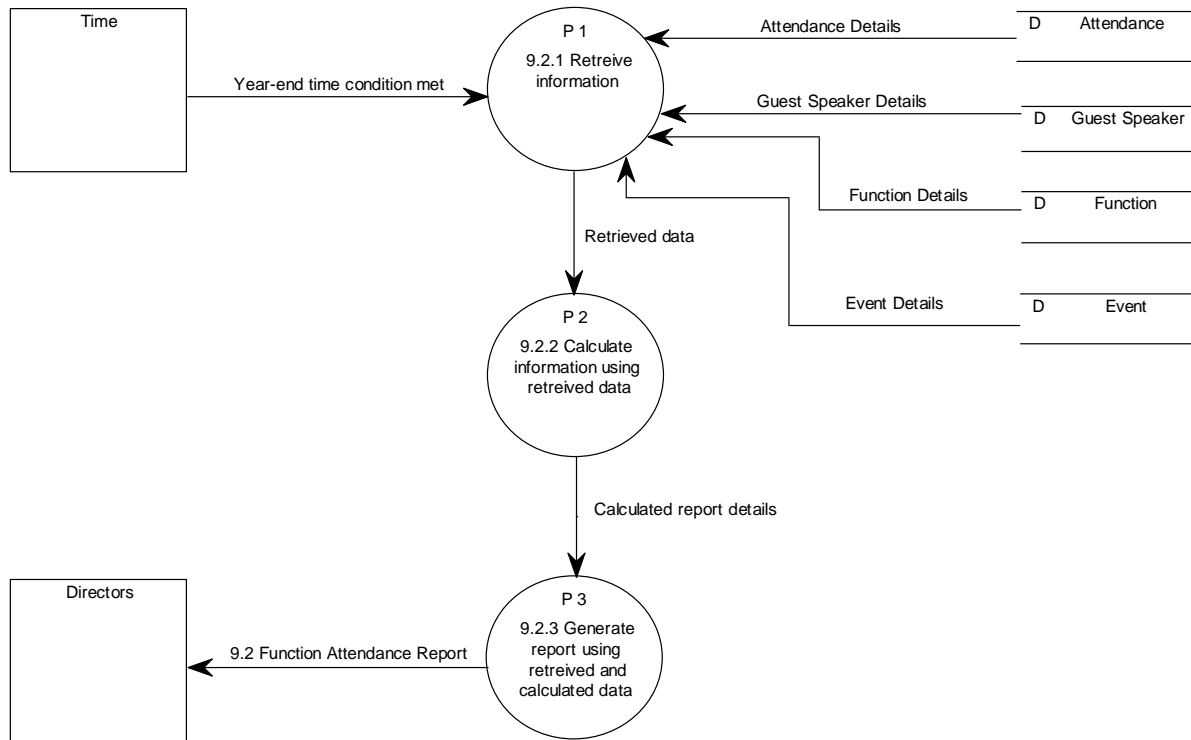 Time
P 1
9.2.1 Retreive
information
Attendance Details
D Attendance
Year-end time condition met
Guest Speaker Details
D Guest Speaker
Function Details
D Function
Retrieved data
Event Details
D Event
P 2
9.2.2 Calculate
information using
retreived data
Calculated report details
Directors
P 3
9.2.3 Generate
report using
retreived and
calculated data
9.2 Function Attendance Report